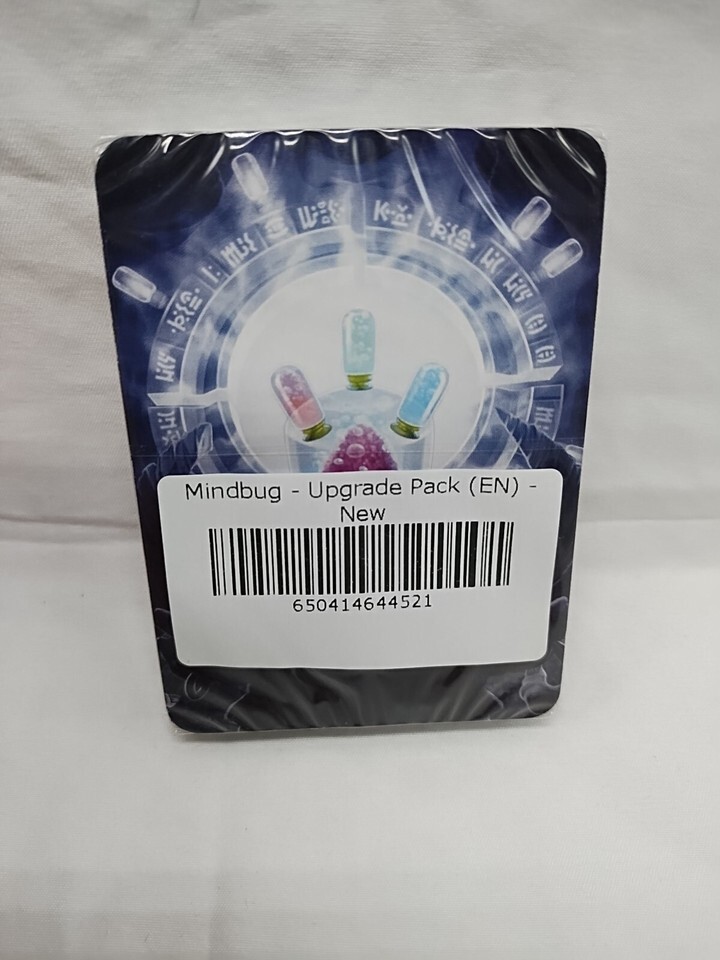 Mindbug - Upgrade Pack (EN) -
New
650414644521